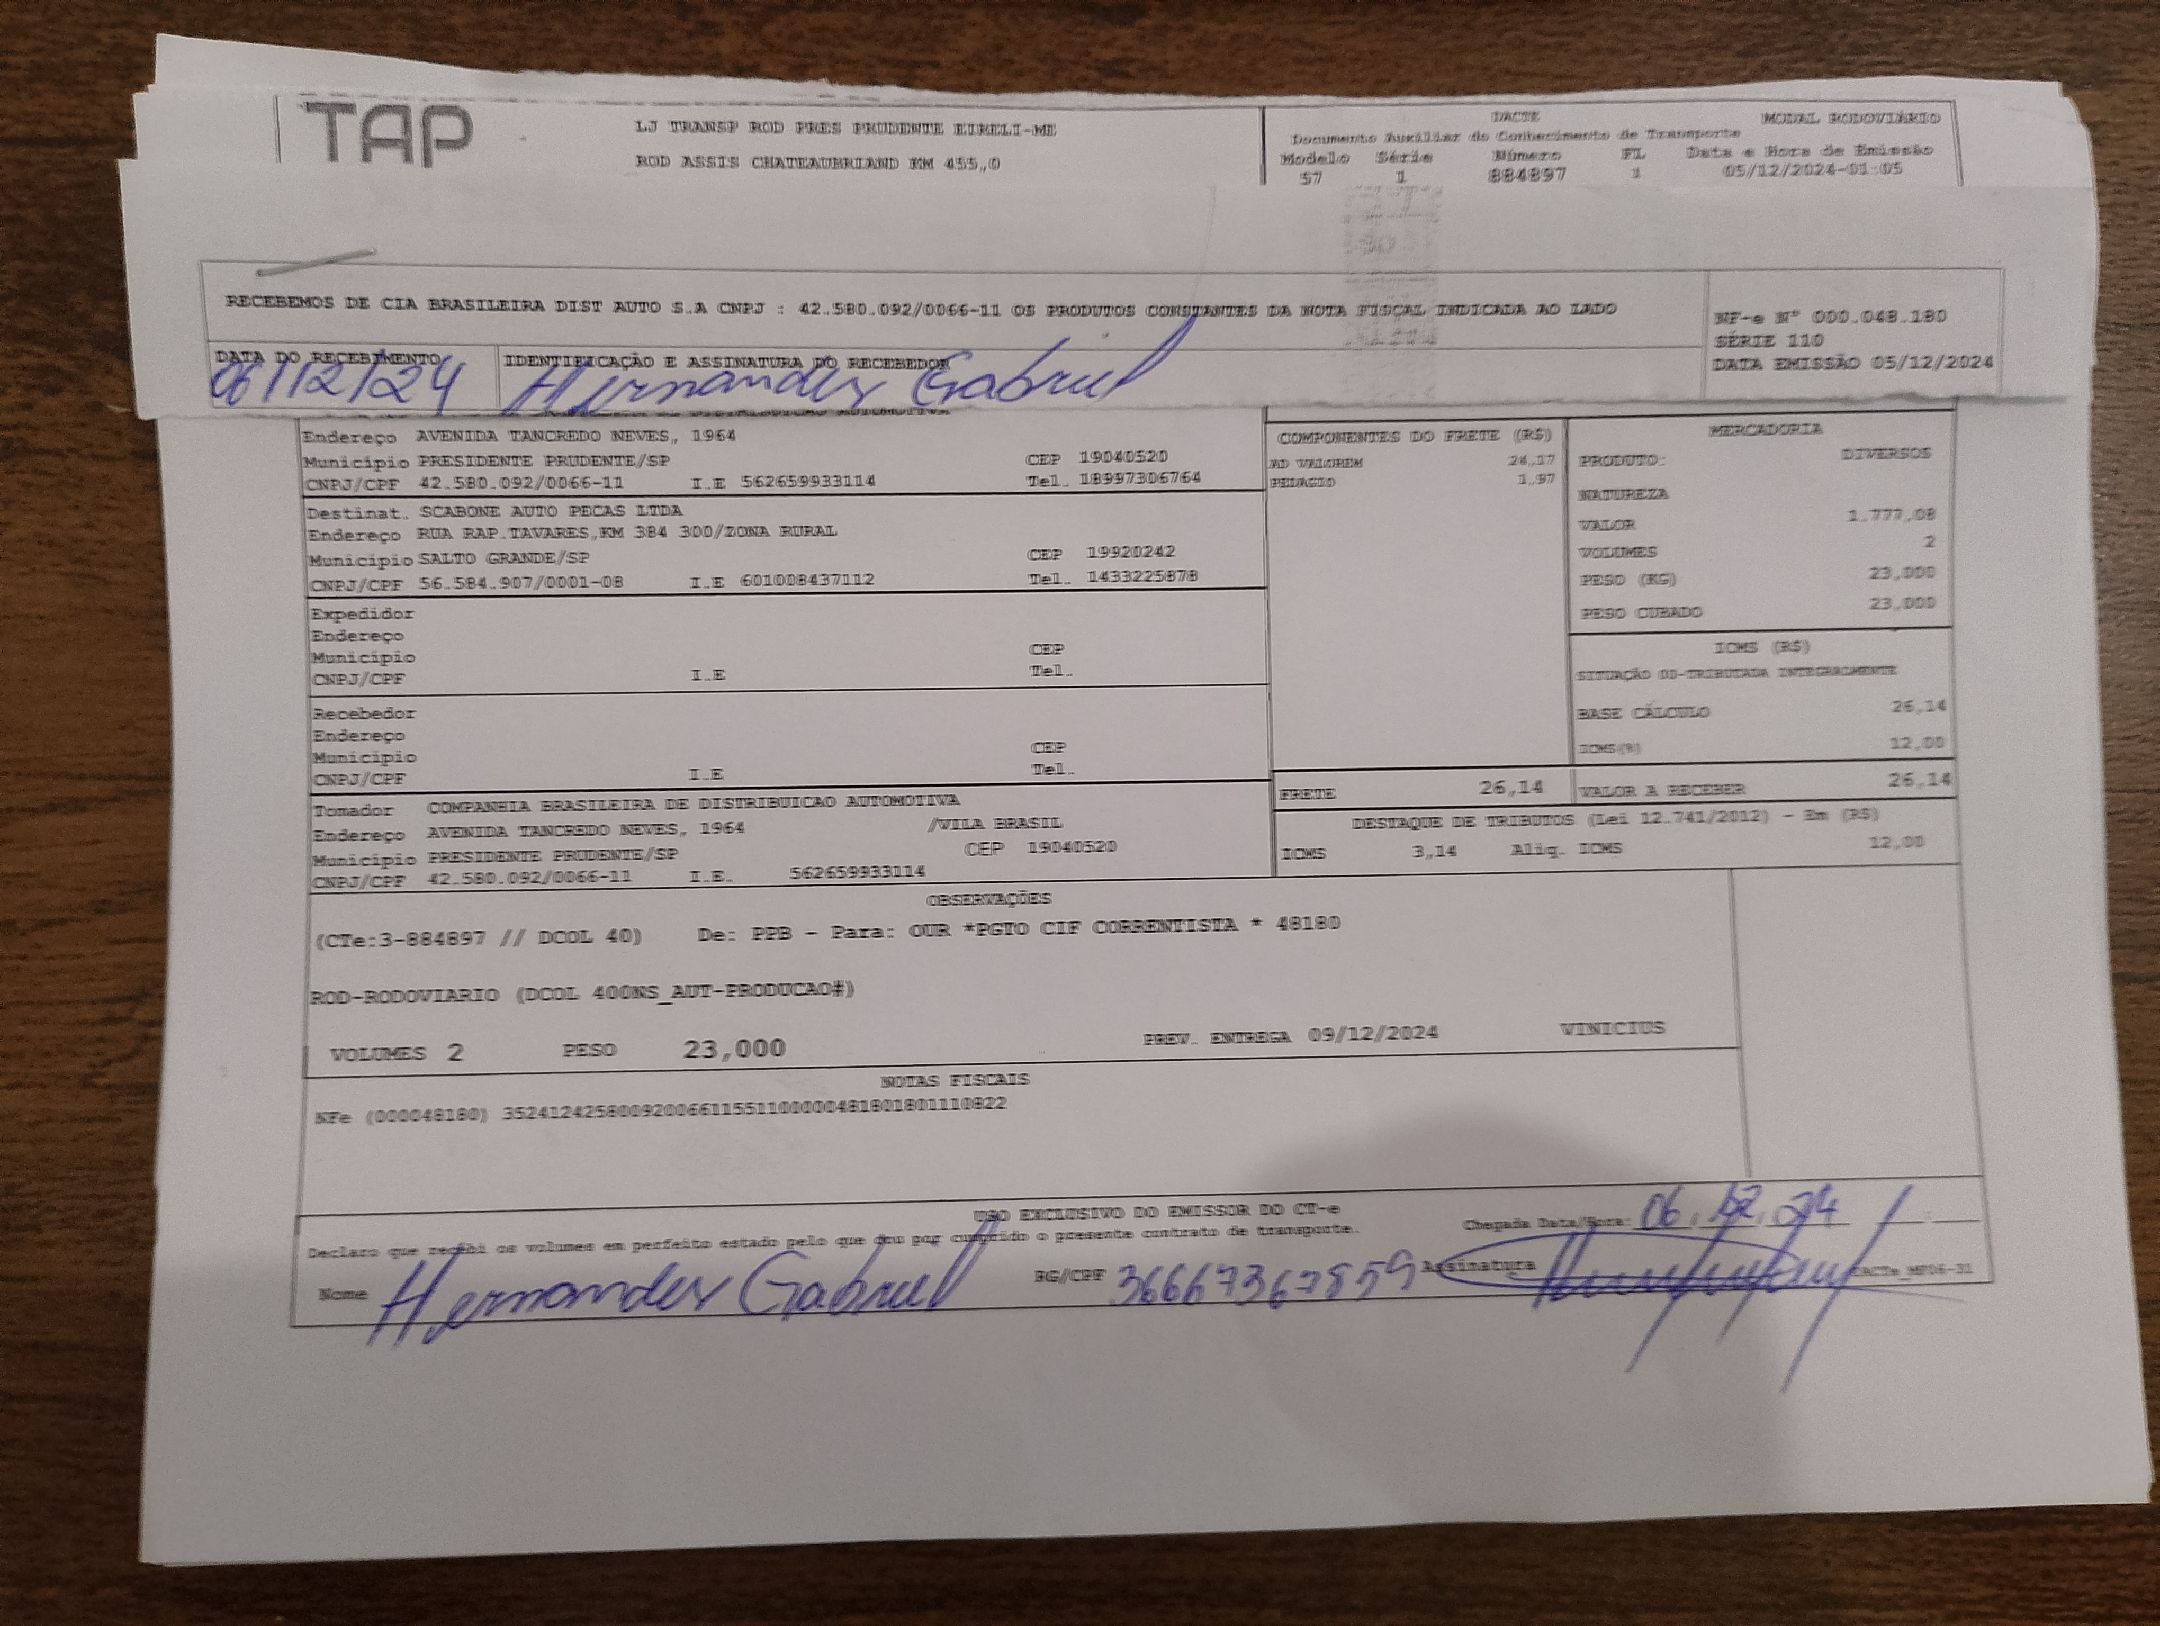 TAP
LJ TRANSP ROD PRES PRUDENTE EIRELI-ME
ROD ASSIS CHATEAUBRIAND KM 455,0
DACTE MODAL RODOVIÁRIO
Documento Auxiliar do Conhecimento de Transporte
Modelo Série Número FL Data e Hora de Emissão
57 1 884897 1 05/12/2024-01:05
RECEBEMOS DE CIA BRASILEIRA DIST AUTO S.A CNPJ : 42.580.092/0066-11 OS PRODUTOS CONSTANTES DA NOTA FISCAL INDICADA AO LADO
NF-e Nº 000.048.180
SÉRIE 110
DATA EMISSÃO 05/12/2024
DATA DO RECEBIMENTO IDENTIFICAÇÃO E ASSINATURA DO RECEBEDOR
06/12/24 Hernandes Gabriel
Endereço AVENIDA TANCREDO NEVES, 1964
Município PRESIDENTE PRUDENTE/SP CEP 19040520
CNPJ/CPF 42.580.092/0066-11 I.E 562659933114 Tel. 18997306764
Destinat. SCABONE AUTO PECAS LTDA
Endereço RUA RAP.TAVARES,KM 384 300/ZONA RURAL
Município SALTO GRANDE/SP CEP 19920242
CNPJ/CPF 56.584.907/0001-08 I.E 601008437112 Tel. 1433225878
Expedidor
Endereço
Município CEP
CNPJ/CPF I.E Tel.
Recebedor
Endereço
Município CEP
CNPJ/CPF I.E Tel.
Tomador COMPANHIA BRASILEIRA DE DISTRIBUICAO AUTOMOTIVA
Endereço AVENIDA TANCREDO NEVES, 1964 /VILA BRASIL
Município PRESIDENTE PRUDENTE/SP CEP 19040520
CNPJ/CPF 42.580.092/0066-11 I.E. 562659933114
COMPONENTES DO FRETE (R$)
AD VALOREM 24,17
PEDAGIO 1,97
MERCADORIA
PRODUTO: DIVERSOS
NATUREZA
VALOR 1.777,08
VOLUMES 2
PESO (KG) 23,000
PESO CUBADO 23,000
ICMS (R$)
SITUAÇÃO 00-TRIBUTADA INTEGRALMENTE
BASE CÁLCULO 26,14
ICMS(%) 12,00
FRETE 26,14 VALOR A RECEBER 26,14
DESTAQUE DE TRIBUTOS (Lei 12.741/2012) - Em (R$)
ICMS 3,14 Aliq. ICMS 12,00
OBSERVAÇÕES
(CTe:3-884897 // DCOL 40) De: PPB - Para: OUR *PGTO CIF CORRENTISTA * 48180
ROD-RODOVIARIO (DCOL 400NS_AUT-PRODUCAO#)
VOLUMES 2 PESO 23,000 PREV. ENTREGA 09/12/2024 VINICIUS
NOTAS FISCAIS
NFe (000048180) 35241242580092006611551100000481801801110822
USO EXCLUSIVO DO EMISSOR DO CT-e
Declaro que recebi os volumes em perfeito estado pelo que dou por cumprido o presente contrato de transporte. Chegada Data/Hora: 06.12.24
Nome Hernandes Gabriel RG/CPF 36667367859 Assinatura